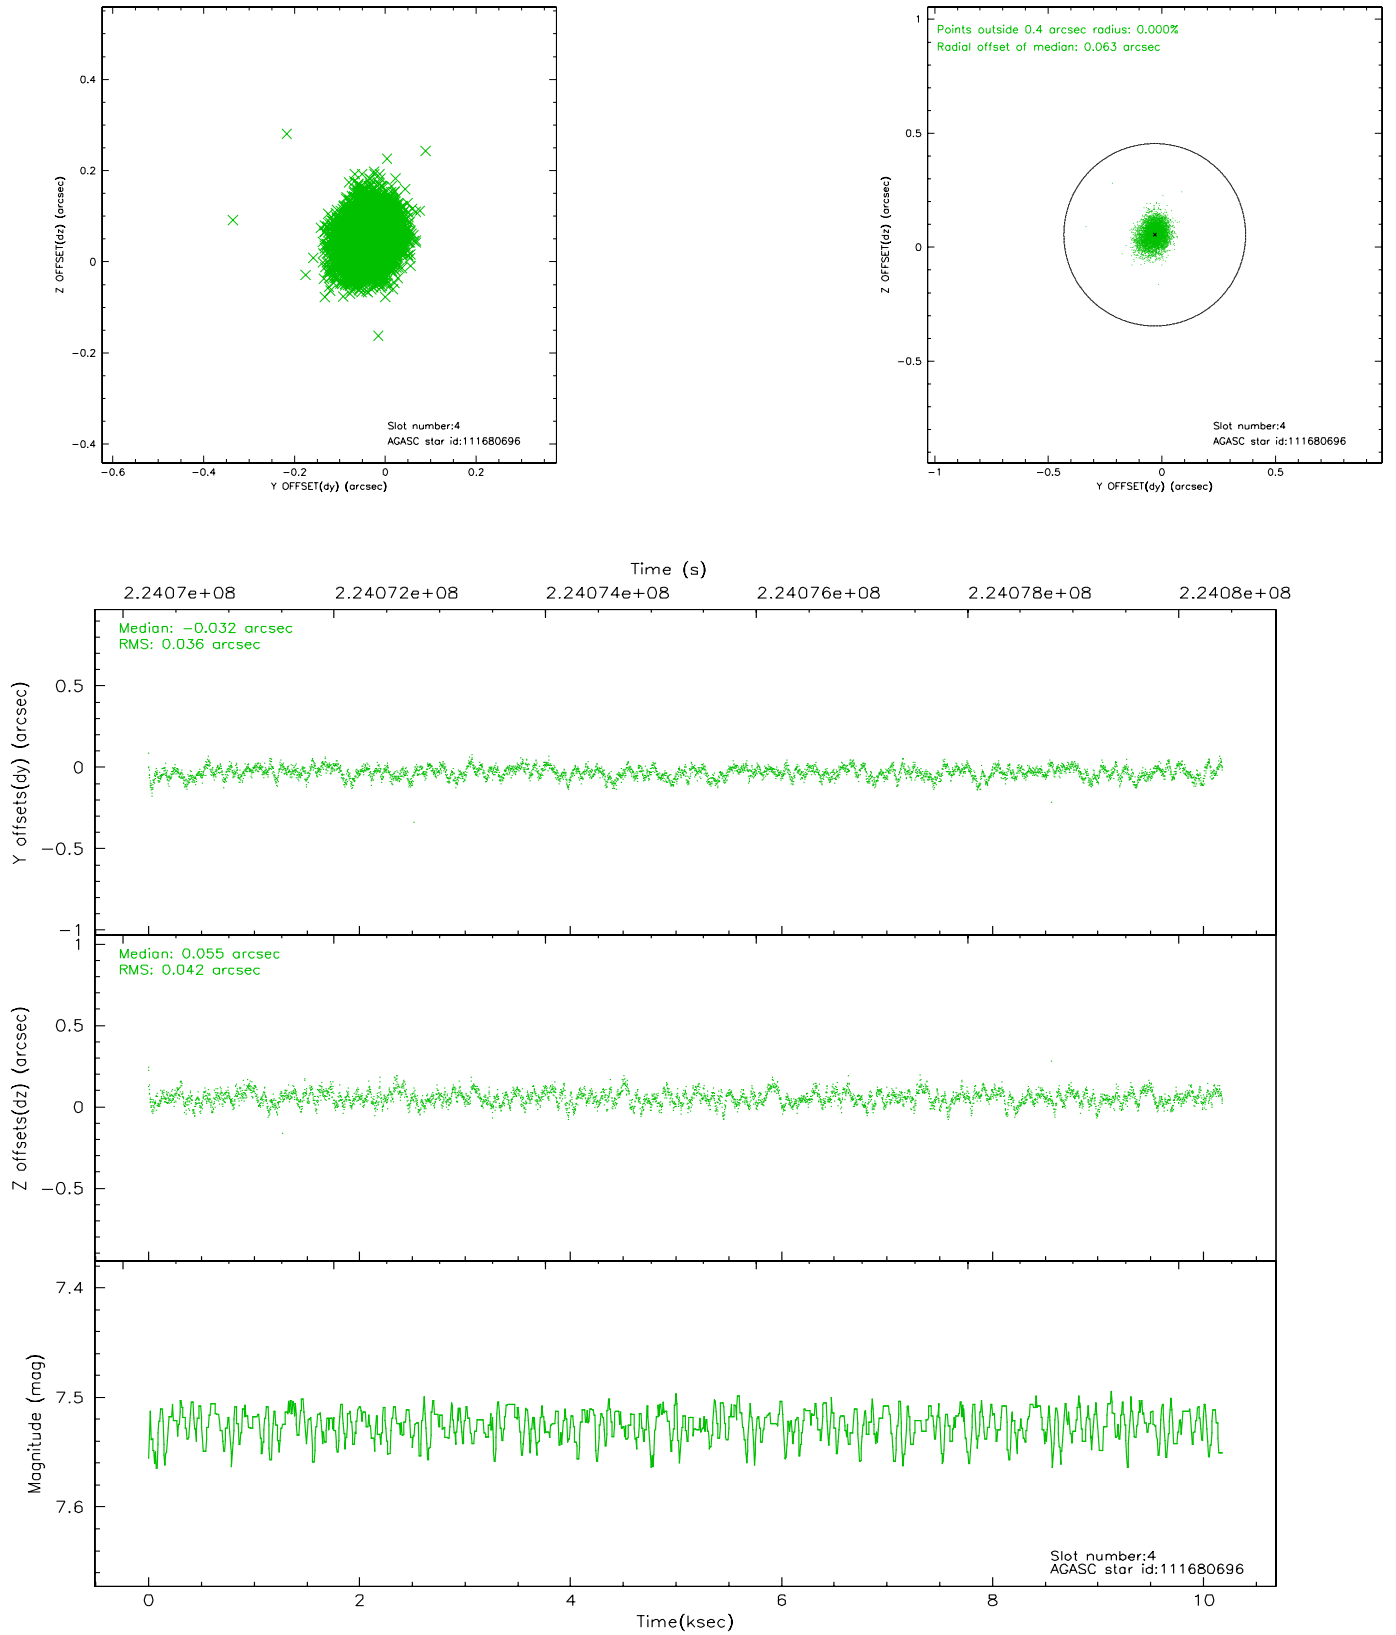 0.4
0.2
0
−0.2
−0.4
−0.6
−0.4
−0.2
0
0.2
Z OFFSET(dz) (arcsec)
Y OFFSET(dy) (arcsec)
Slot number:4
AGASC star id:111680696
Points outside 0.4 arcsec radius: 0.000%
Radial offset of median: 0.063 arcsec
1
0.5
0
−0.5
−1
−0.5
0
0.5
Z OFFSET(dz) (arcsec)
Y OFFSET(dy) (arcsec)
Slot number:4
AGASC star id:111680696
Time (s)
2.2407e+08
2.24072e+08
2.24074e+08
2.24076e+08
2.24078e+08
2.2408e+08
Median: −0.032 arcsec
RMS: 0.036 arcsec
0.5
0
−0.5
−1
Y offsets(dy) (arcsec)
Median: 0.055 arcsec
RMS: 0.042 arcsec
1
0.5
0
−0.5
Z offsets(dz) (arcsec)
7.4
7.5
7.6
Magnitude (mag)
Slot number:4
AGASC star id:111680696
0
2
4
6
8
10
Time(ksec)